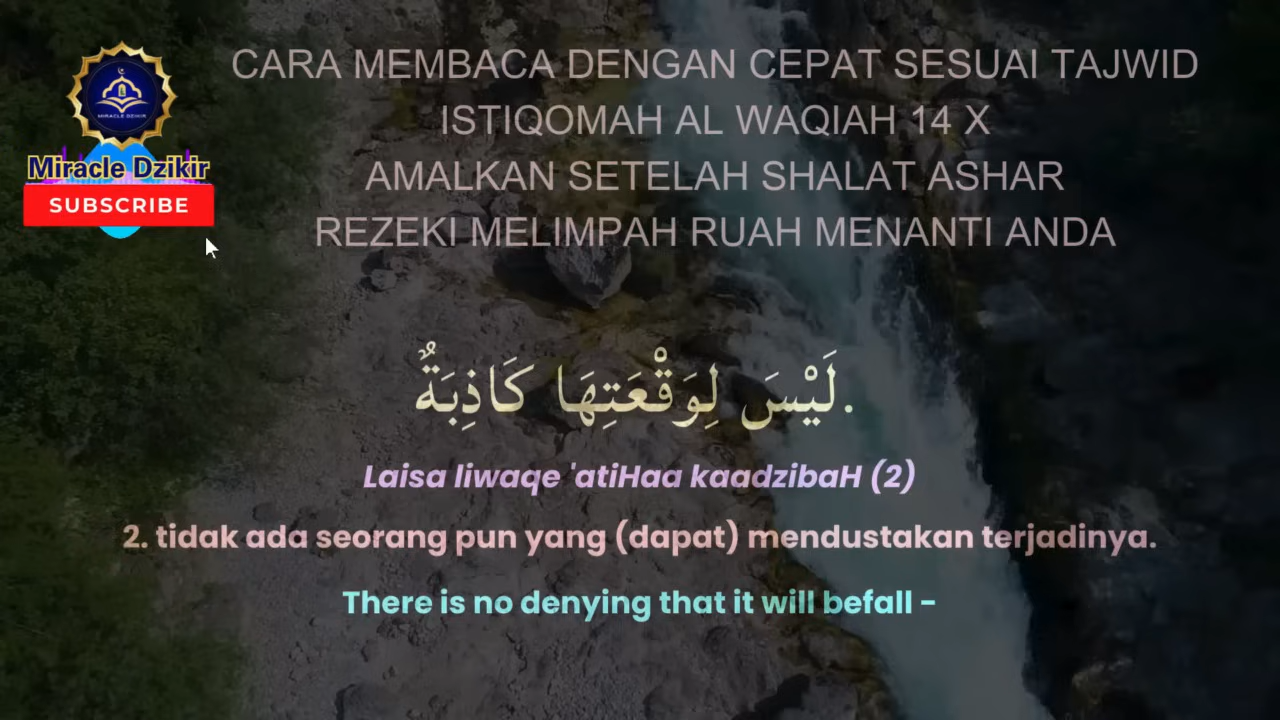 CARA MEMBACA DENGAN CEPAT SESUAI TAJWID
ISTIQOMAH AL WAQIAH 14 X
AMALKAN SETELAH SHALAT ASHAR
REZEKI MELIMPAH RUAH MENANTI ANDA
MIRACLE DZIKIR
Miracle Dzikir
SUBSCRIBE
.لَيْسَ لِوَقْعَتِهَا كَاذِبَةٌ
Laisa liwaqe 'atiHaa kaadzibaH (2)
2. tidak ada seorang pun yang (dapat) mendustakan terjadinya.
There is no denying that it will befall -